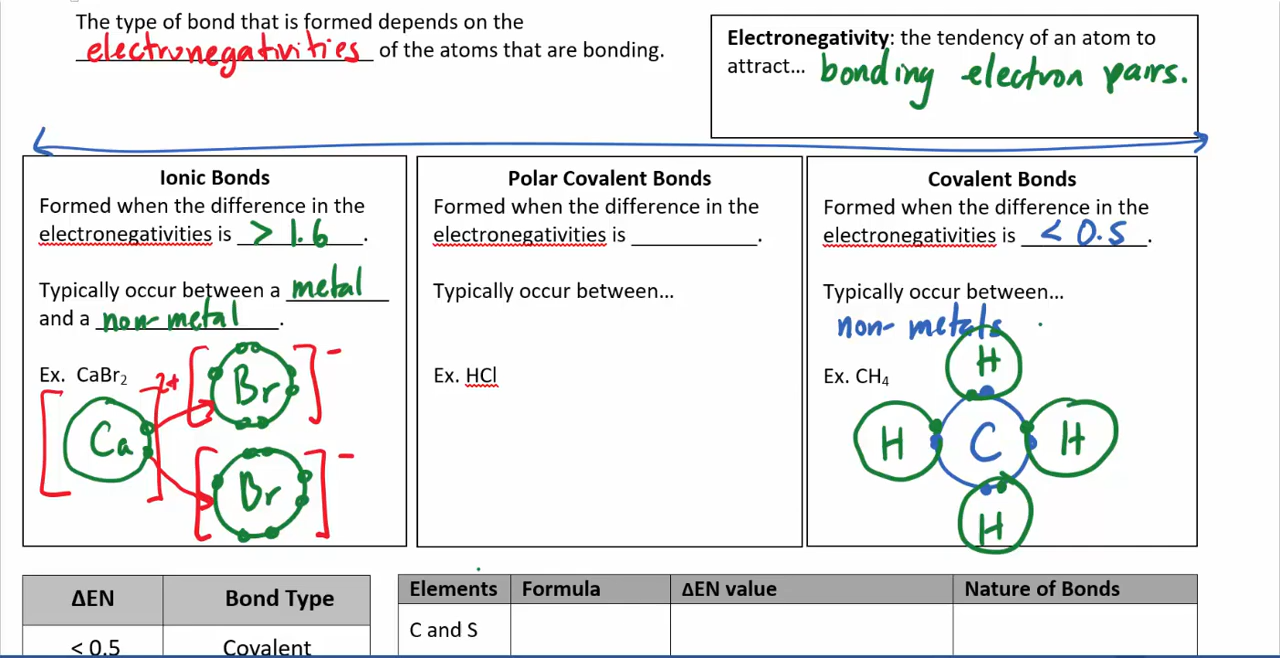 The type of bond that is formed depends on the
electronegativities of the atoms that are bonding.
Electronegativity: the tendency of an atom to
attract... bonding electron pairs.
Ionic Bonds
Formed when the difference in the
electronegativities is > 1.6.
Typically occur between a metal
and a non-metal.
Ex. CaBr₂
[Ca]²⁺
[Br]⁻
[Br]⁻
Polar Covalent Bonds
Formed when the difference in the
electronegativities is ____________.
Typically occur between...
Ex. HCl
Covalent Bonds
Formed when the difference in the
electronegativities is < 0.5.
Typically occur between...
non-metals
Ex. CH₄
H
H C H
H
ΔEN Bond Type
< 0.5 Covalent
Elements Formula ΔEN value Nature of Bonds
C and S